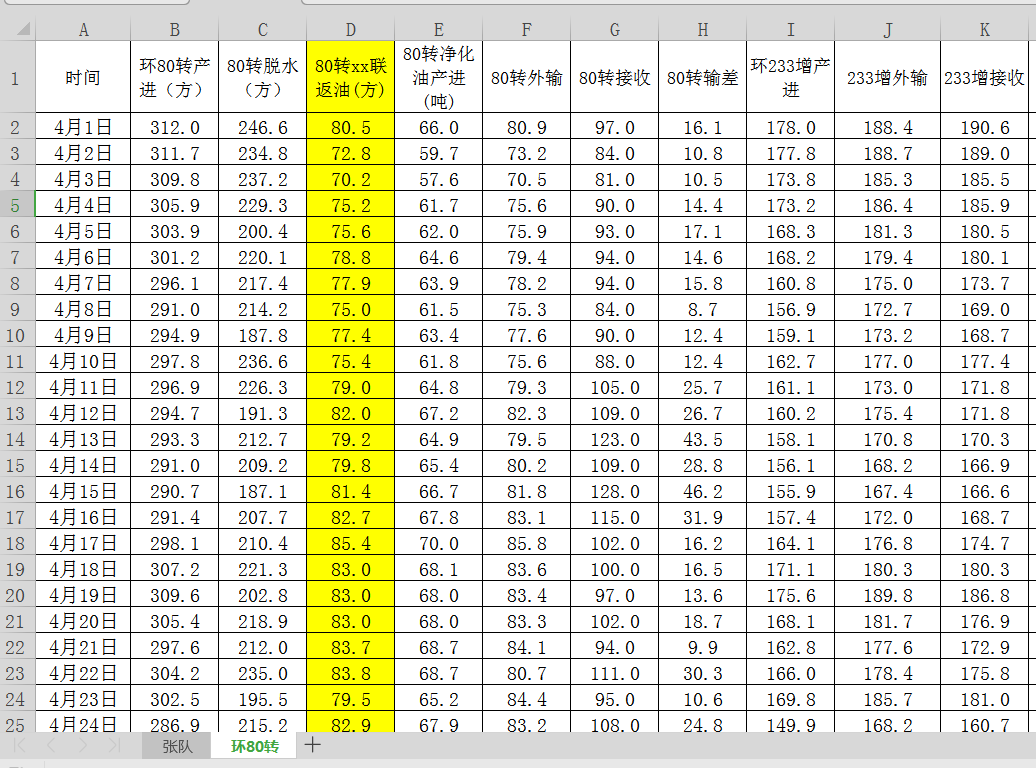 A B C D E F G H I J K
1 时间 环80转产进（方） 80转脱水（方） 80转xx联返油(方) 80转净化油产进(吨) 80转外输 80转接收 80转输差 环233增产进 233增外输 233增接收
2 4月1日 312.0 246.6 80.5 66.0 80.9 97.0 16.1 178.0 188.4 190.6
3 4月2日 311.7 234.8 72.8 59.7 73.2 84.0 10.8 177.8 188.7 189.0
4 4月3日 309.8 237.2 70.2 57.6 70.5 81.0 10.5 173.8 185.3 185.5
5 4月4日 305.9 229.3 75.2 61.7 75.6 90.0 14.4 173.2 186.4 185.9
6 4月5日 303.9 200.4 75.6 62.0 75.9 93.0 17.1 168.3 181.3 180.5
7 4月6日 301.2 220.1 78.8 64.6 79.4 94.0 14.6 168.2 179.4 180.1
8 4月7日 296.1 217.4 77.9 63.9 78.2 94.0 15.8 160.8 175.0 173.7
9 4月8日 291.0 214.2 75.0 61.5 75.3 84.0 8.7 156.9 172.7 169.0
10 4月9日 294.9 187.8 77.4 63.4 77.6 90.0 12.4 159.1 173.2 168.7
11 4月10日 297.8 236.6 75.4 61.8 75.6 88.0 12.4 162.7 177.0 177.4
12 4月11日 296.9 226.3 79.0 64.8 79.3 105.0 25.7 161.1 173.0 171.8
13 4月12日 294.7 191.3 82.0 67.2 82.3 109.0 26.7 160.2 175.4 171.8
14 4月13日 293.3 212.7 79.2 64.9 79.5 123.0 43.5 158.1 170.8 170.3
15 4月14日 291.0 209.2 79.8 65.4 80.2 109.0 28.8 156.1 168.2 166.9
16 4月15日 290.7 187.1 81.4 66.7 81.8 128.0 46.2 155.9 167.4 166.6
17 4月16日 291.4 207.7 82.7 67.8 83.1 115.0 31.9 157.4 172.0 168.7
18 4月17日 298.1 210.4 85.4 70.0 85.8 102.0 16.2 164.1 176.8 174.7
19 4月18日 307.2 221.3 83.0 68.1 83.6 100.0 16.5 171.1 180.3 180.3
20 4月19日 309.6 202.8 83.0 68.0 83.4 97.0 13.6 175.6 189.8 186.8
21 4月20日 305.4 218.9 83.0 68.0 83.3 102.0 18.7 168.1 181.7 176.9
22 4月21日 297.6 212.0 83.7 68.7 84.1 94.0 9.9 162.8 177.6 172.9
23 4月22日 304.2 235.0 83.8 68.7 80.7 111.0 30.3 166.0 178.4 175.8
24 4月23日 302.5 195.5 79.5 65.2 84.4 95.0 10.6 169.8 185.7 181.0
25 4月24日 286.9 215.2 82.9 67.9 83.2 108.0 24.8 149.9 168.2 160.7
张队 环80转